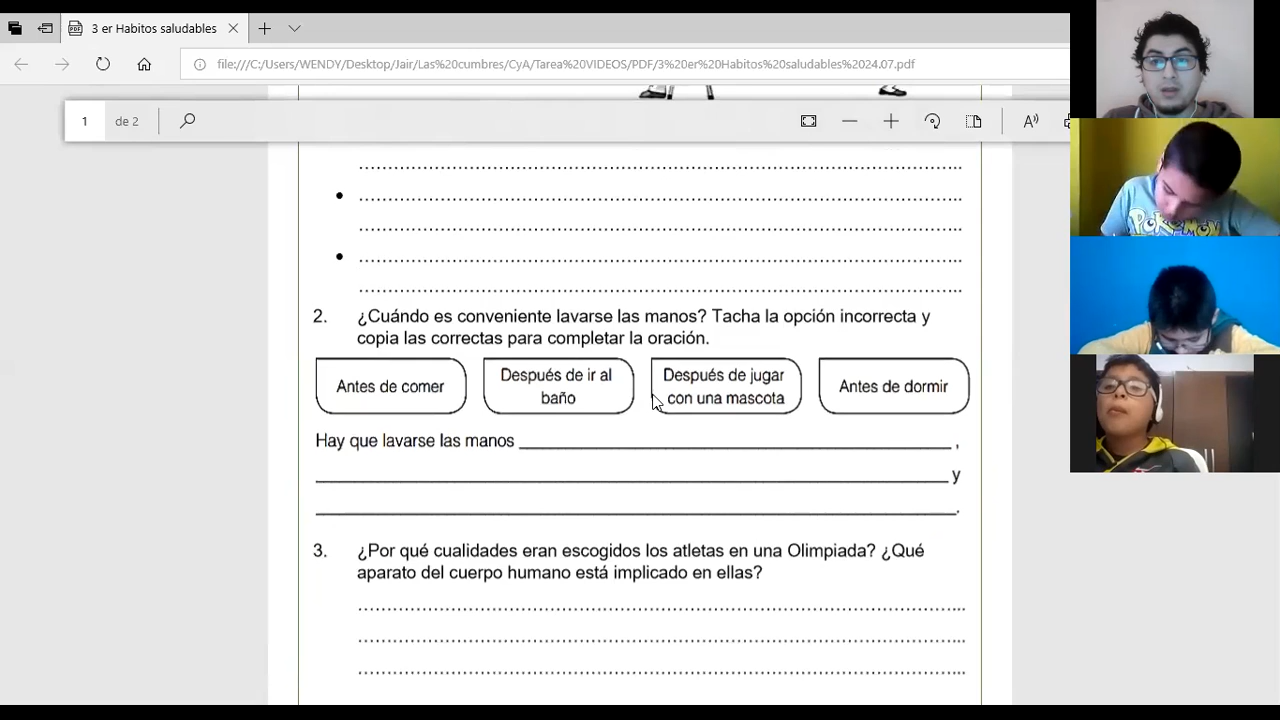 3 er Habitos saludables
file:///C:/Users/WENDY/Desktop/Jair/Las%20cumbres/CyA/Tarea%20VIDEOS/PDF/3%20er%20Habitos%20saludables%2024.07.pdf
1 de 2
2. ¿Cuándo es conveniente lavarse las manos? Tacha la opción incorrecta y
copia las correctas para completar la oración.
Antes de comer
Después de ir al
baño
Después de jugar
con una mascota
Antes de dormir
Hay que lavarse las manos ,
y
.
3. ¿Por qué cualidades eran escogidos los atletas en una Olimpiada? ¿Qué
aparato del cuerpo humano está implicado en ellas?
POKÉMON